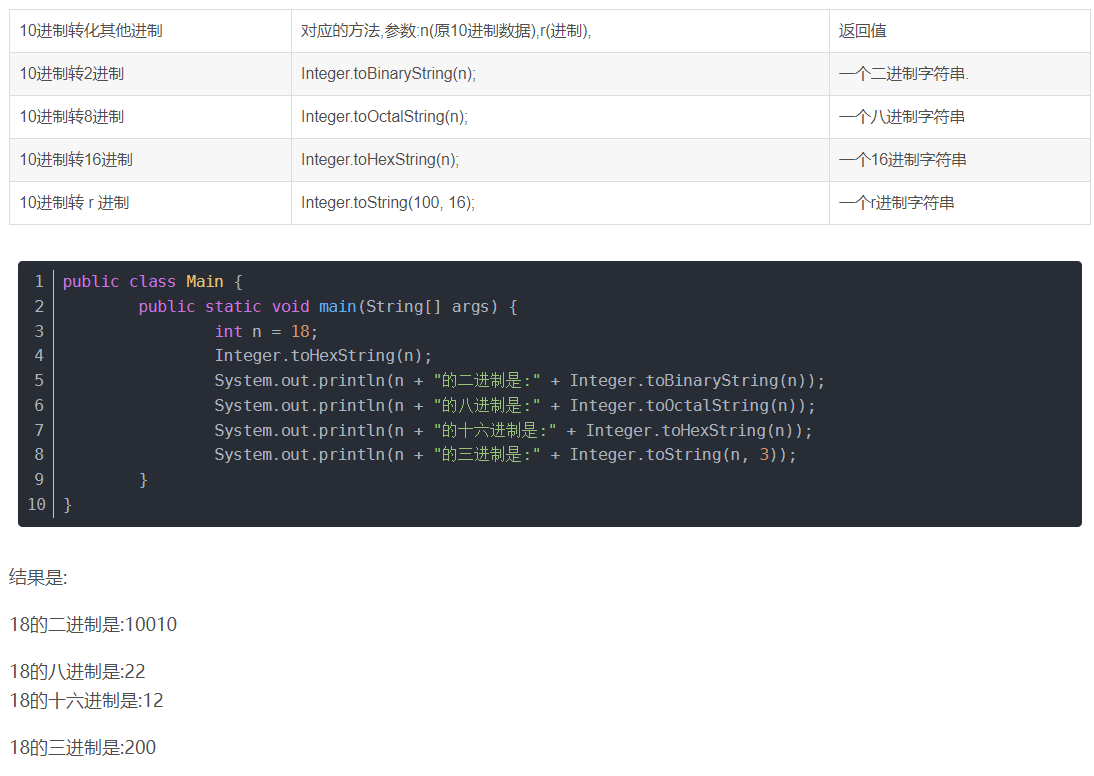 10进制转化其他进制 对应的方法,参数:n(原10进制数据),r(进制), 返回值
10进制转2进制 Integer.toBinaryString(n); 一个二进制字符串.
10进制转8进制 Integer.toOctalString(n); 一个八进制字符串
10进制转16进制 Integer.toHexString(n); 一个16进制字符串
10进制转 r 进制 Integer.toString(100, 16); 一个r进制字符串
1 public class Main {
2 public static void main(String[] args) {
3 int n = 18;
4 Integer.toHexString(n);
5 System.out.println(n + "的二进制是:" + Integer.toBinaryString(n));
6 System.out.println(n + "的八进制是:" + Integer.toOctalString(n));
7 System.out.println(n + "的十六进制是:" + Integer.toHexString(n));
8 System.out.println(n + "的三进制是:" + Integer.toString(n, 3));
9 }
10 }
结果是:
18的二进制是:10010
18的八进制是:22
18的十六进制是:12
18的三进制是:200